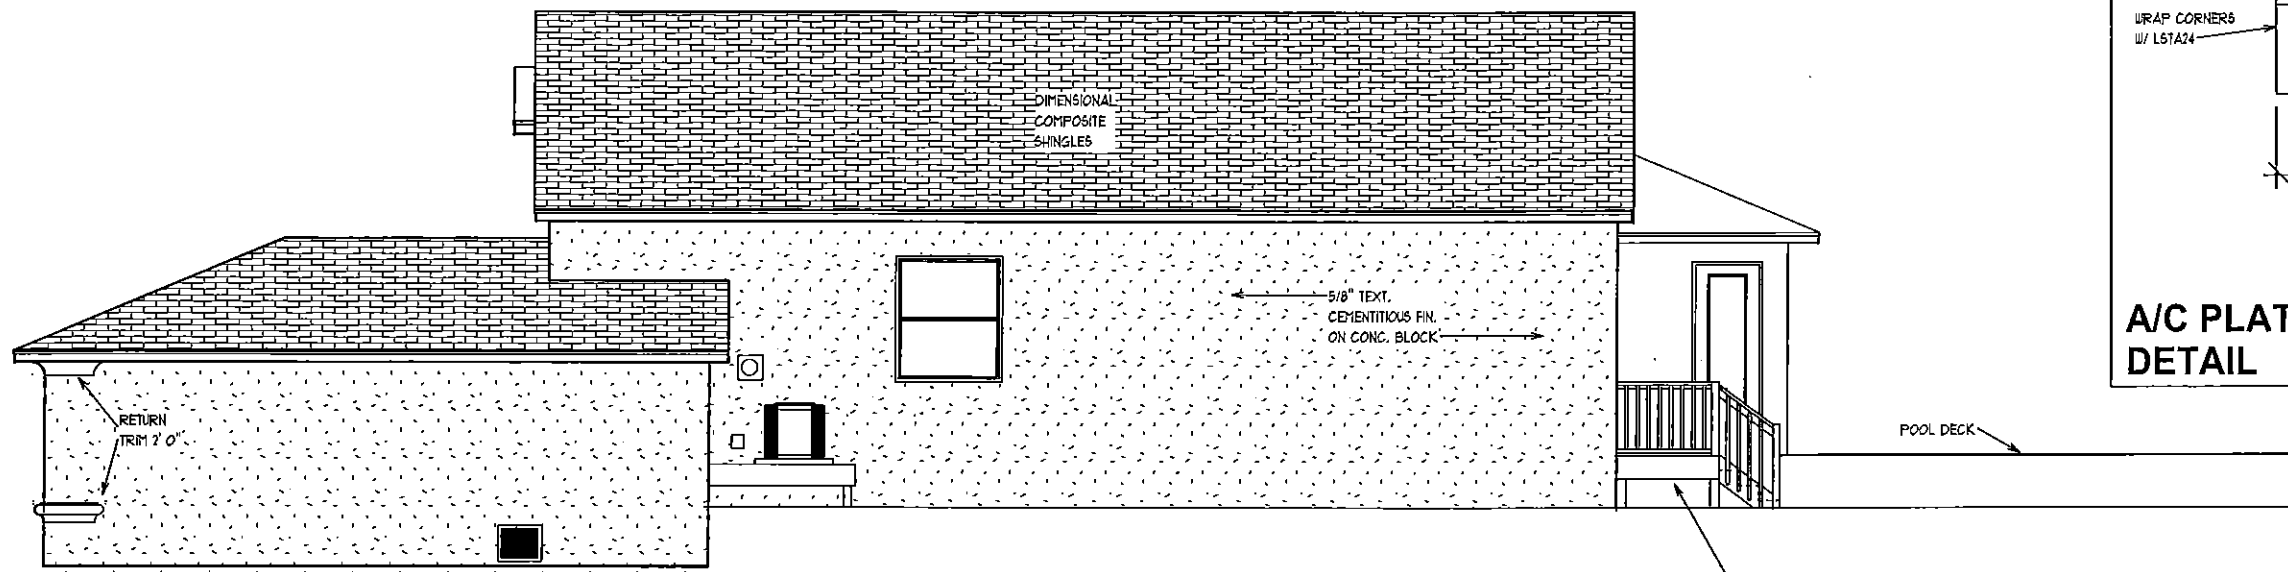 WRAP CORNERS
W/ LSTA24
DIMENSIONAL
COMPOSITE
SHINGLES
5/8" TEXT.
CEMENTITIOUS FIN.
ON CONC. BLOCK
A/C PLAT
DETAIL
RETURN
TRIM 2' 0"
POOL DECK